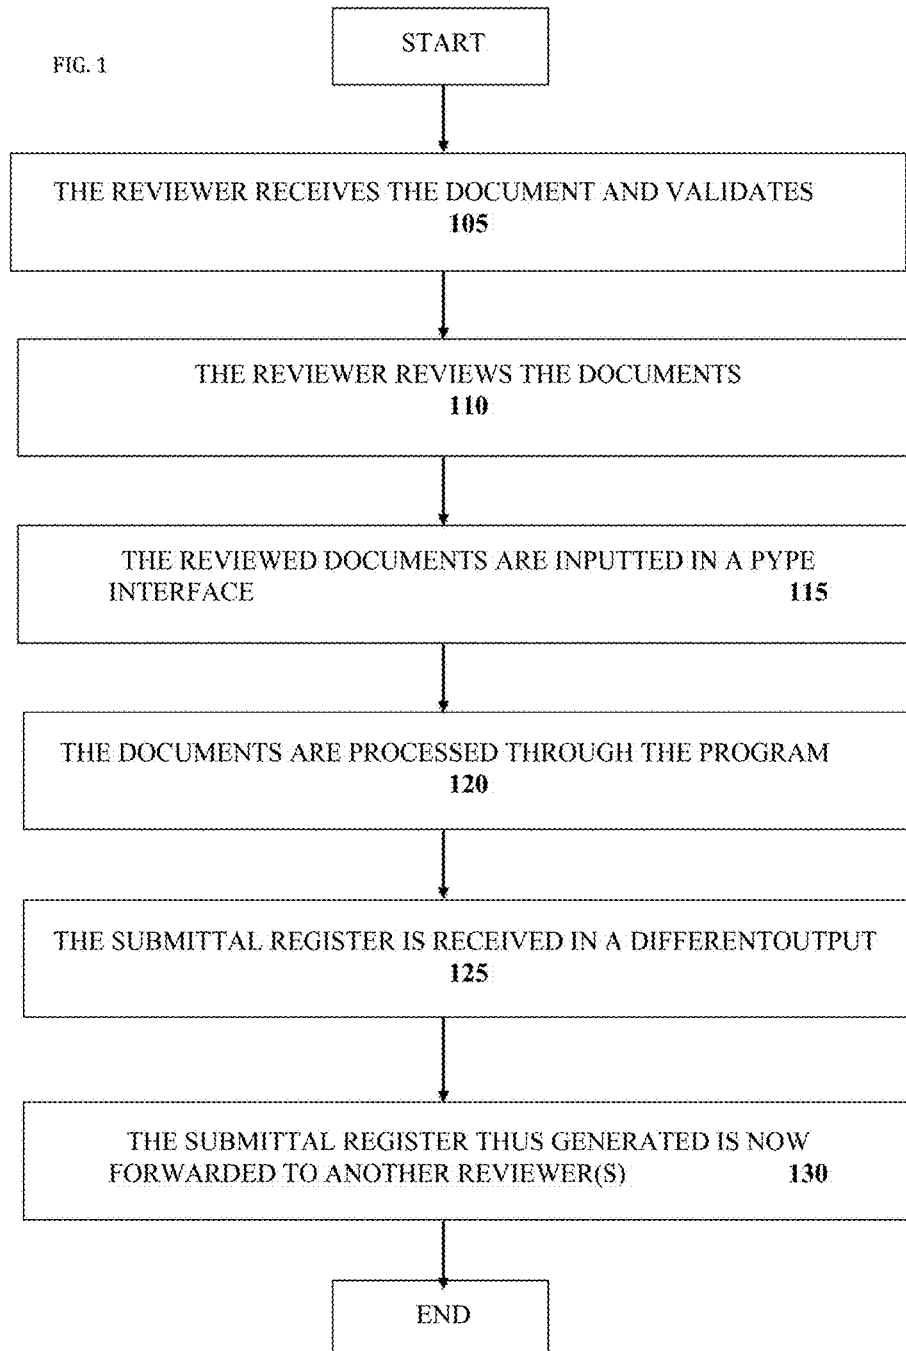 START
FIG. 1
THE REVIEWER RECEIVES THE DOCUMENT AND VALIDATES
105
THE REVIEWER REVIEWS THE DOCUMENTS
110
THE REVIEWED DOCUMENTS ARE INPUTTED IN A PYPE
INTERFACE 115
THE DOCUMENTS ARE PROCESSED THROUGH THE PROGRAM
120
THE SUBMITTAL REGISTER IS RECEIVED IN A DIFFERENTOUTPUT
125
THE SUBMITTAL REGISTER THUS GENERATED IS NOW
FORWARDED TO ANOTHER REVIEWER(S) 130
END